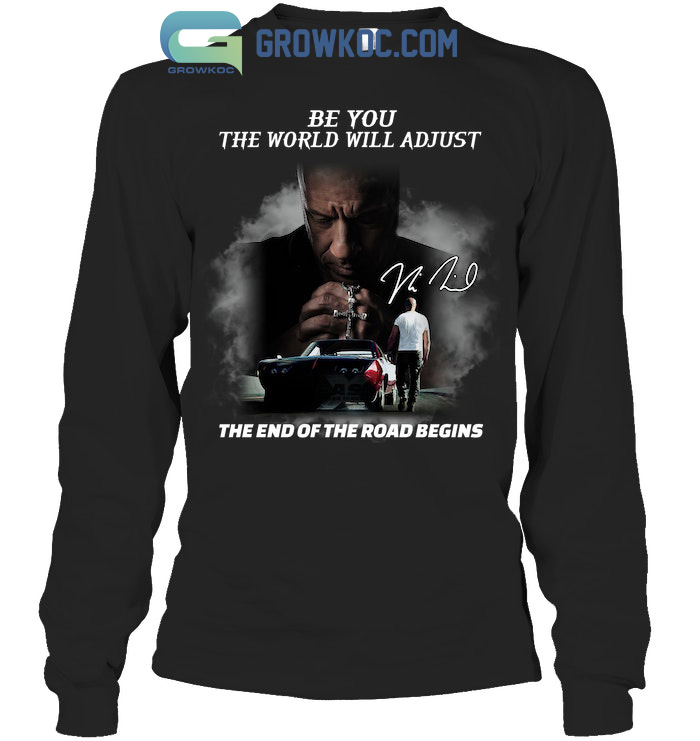 GROWKOC
GROWKOC.COM
BE YOU
THE WORLD WILL ADJUST
THE END OF THE ROAD BEGINS